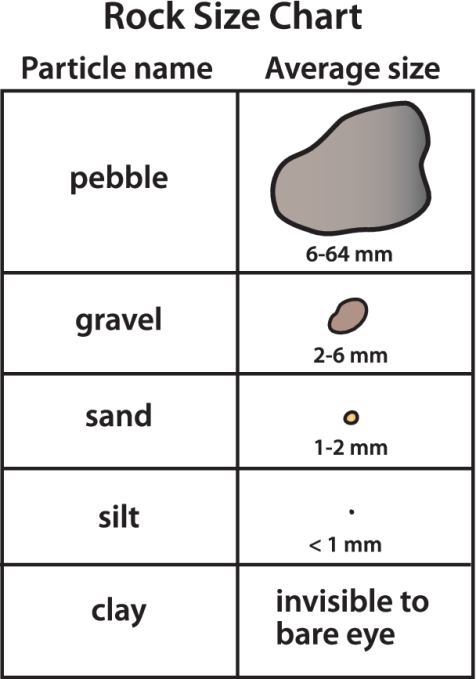 Rock Size Chart
Particle name
Average size
pebble
6-64 mm
gravel
2-6 mm
sand
1-2 mm
silt
< 1 mm
clay
invisible to
bare eye